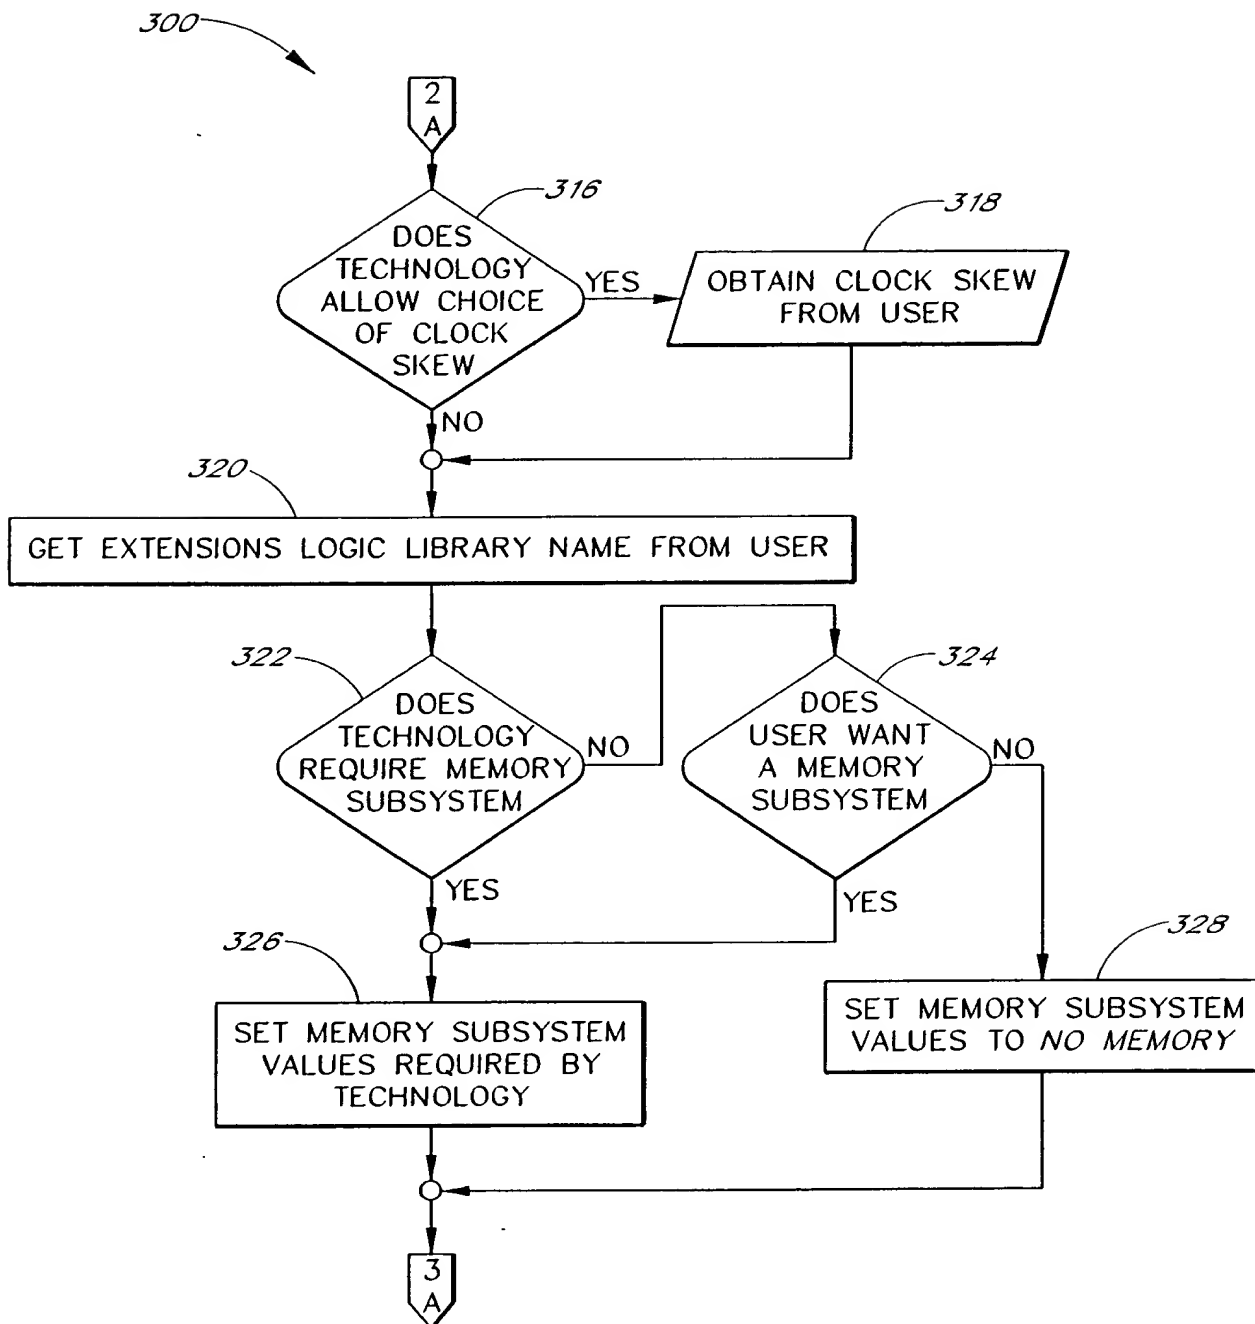 300
2
A
316
DOES
TECHNOLOGY
ALLOW CHOICE
OF CLOCK
SKEW
YES
318
OBTAIN CLOCK SKEW
FROM USER
NO
320
GET EXTENSIONS LOGIC LIBRARY NAME FROM USER
322
DOES
TECHNOLOGY
REQUIRE MEMORY
SUBSYSTEM
NO
324
DOES
USER WANT
A MEMORY
SUBSYSTEM
NO
YES
YES
326
SET MEMORY SUBSYSTEM
VALUES REQUIRED BY
TECHNOLOGY
328
SET MEMORY SUBSYSTEM
VALUES TO NO MEMORY
3
A